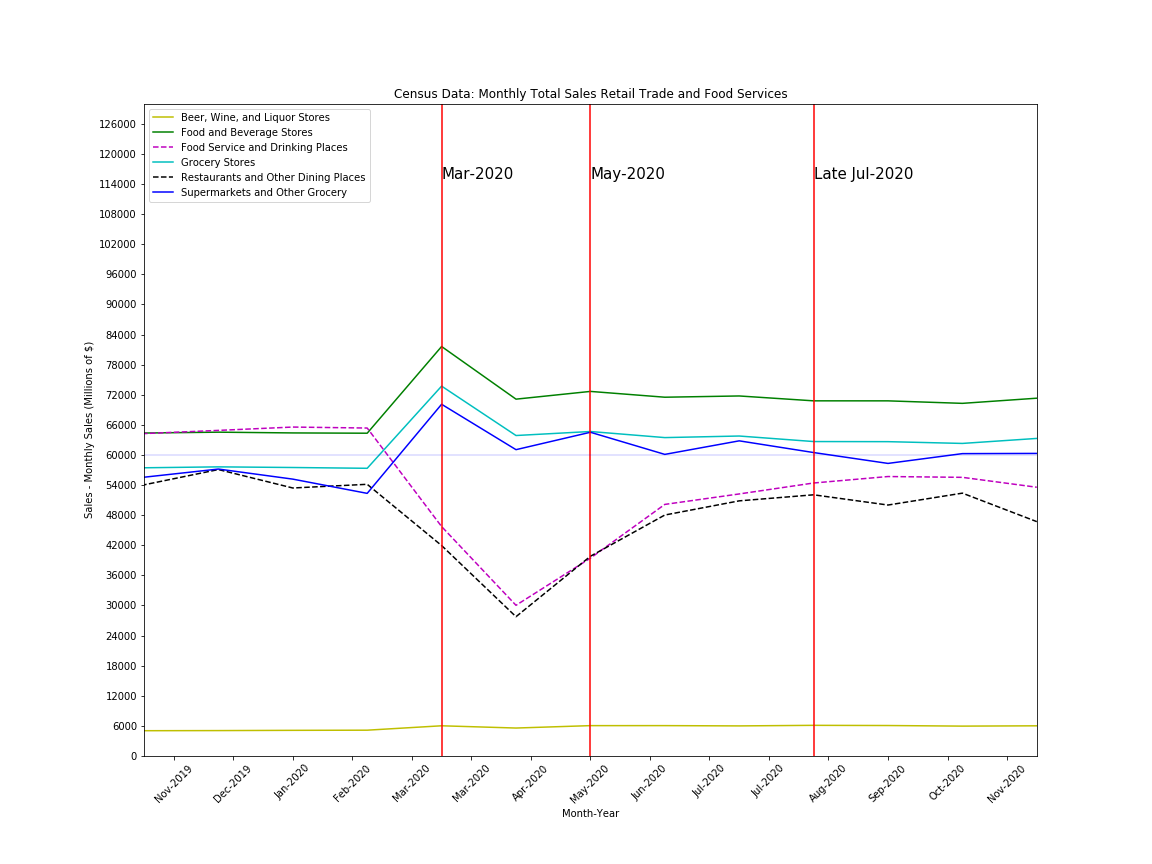 Census Data: Monthly Total Sales Retail Trade and Food Services
Beer, Wine, and Liquor Stores
Food and Beverage Stores
Food Service and Drinking Places
Grocery Stores
Restaurants and Other Dining Places
Supermarkets and Other Grocery
Mar-2020
May-2020
Late Jul-2020
126000
120000
114000
108000
102000
96000
90000
84000
78000
72000
66000
60000
54000
48000
42000
36000
30000
24000
18000
12000
6000
0
Sales - Monthly Sales (Millions of $)
Nov-2019
Dec-2019
Jan-2020
Feb-2020
Mar-2020
Mar-2020
Apr-2020
May-2020
Jun-2020
Jul-2020
Jul-2020
Aug-2020
Sep-2020
Oct-2020
Nov-2020
Month-Year